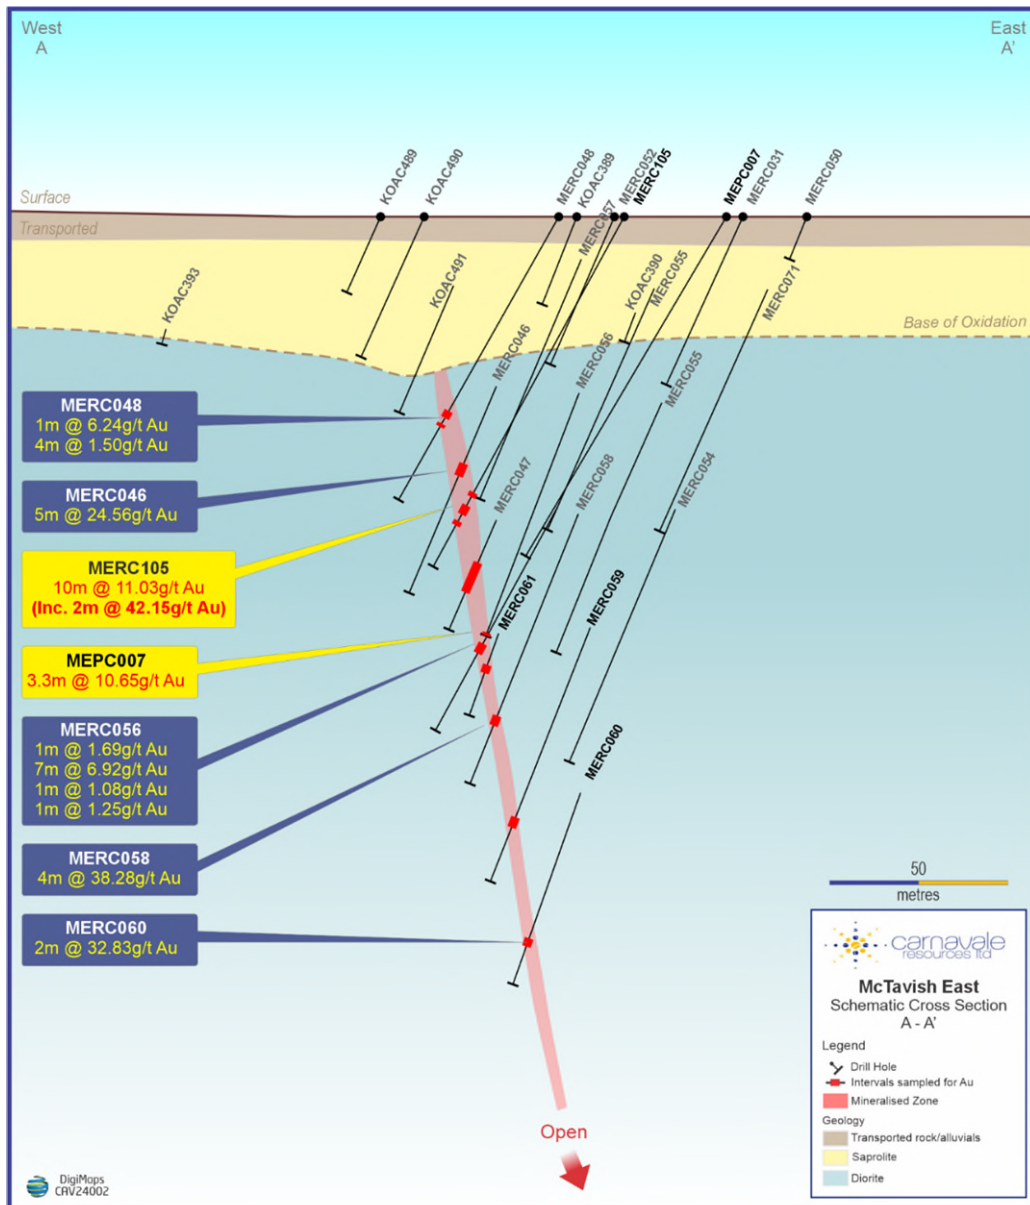 West
A
East
A'
KOAC489
KOAC490
MERC048
KOAC389
MERC052
MERC105
MEPC007
MERC031
MERC050
Surface
Transported
MERC057
KOAC393
KOAC491
KOAC390
MERC055
MERC071
Base of Oxidation
MERC046
MERC056
MERC055
MERC047
MERC058
MERC054
MERC061
MERC059
MERC060
MERC048
1m @ 6.24g/t Au
4m @ 1.50g/t Au
MERC046
5m @ 24.56g/t Au
MERC105
10m @ 11.03g/t Au
(Inc. 2m @ 42.15g/t Au)
MEPC007
3.3m @ 10.65g/t Au
MERC056
1m @ 1.69g/t Au
7m @ 6.92g/t Au
1m @ 1.08g/t Au
1m @ 1.25g/t Au
MERC058
4m @ 38.28g/t Au
MERC060
2m @ 32.83g/t Au
Open
50
metres
carnavale
resources ltd
McTavish East
Schematic Cross Section
A - A'
Legend
Drill Hole
Intervals sampled for Au
Mineralised Zone
Geology
Transported rock/alluvials
Saprolite
Diorite
DigiMaps
CAV24002